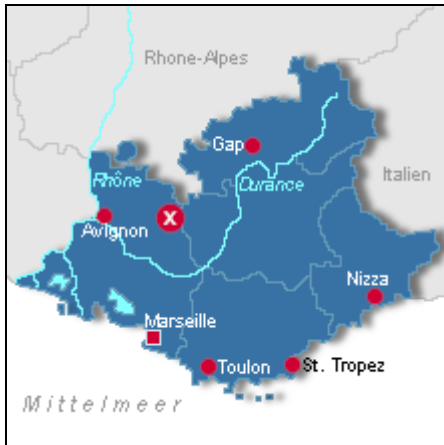 Rhone-Alpes
Gap
Italien
Rhône
Durance
X
Avignon
Nizza
Marseille
Toulon
St. Tropez
Mittelmeer